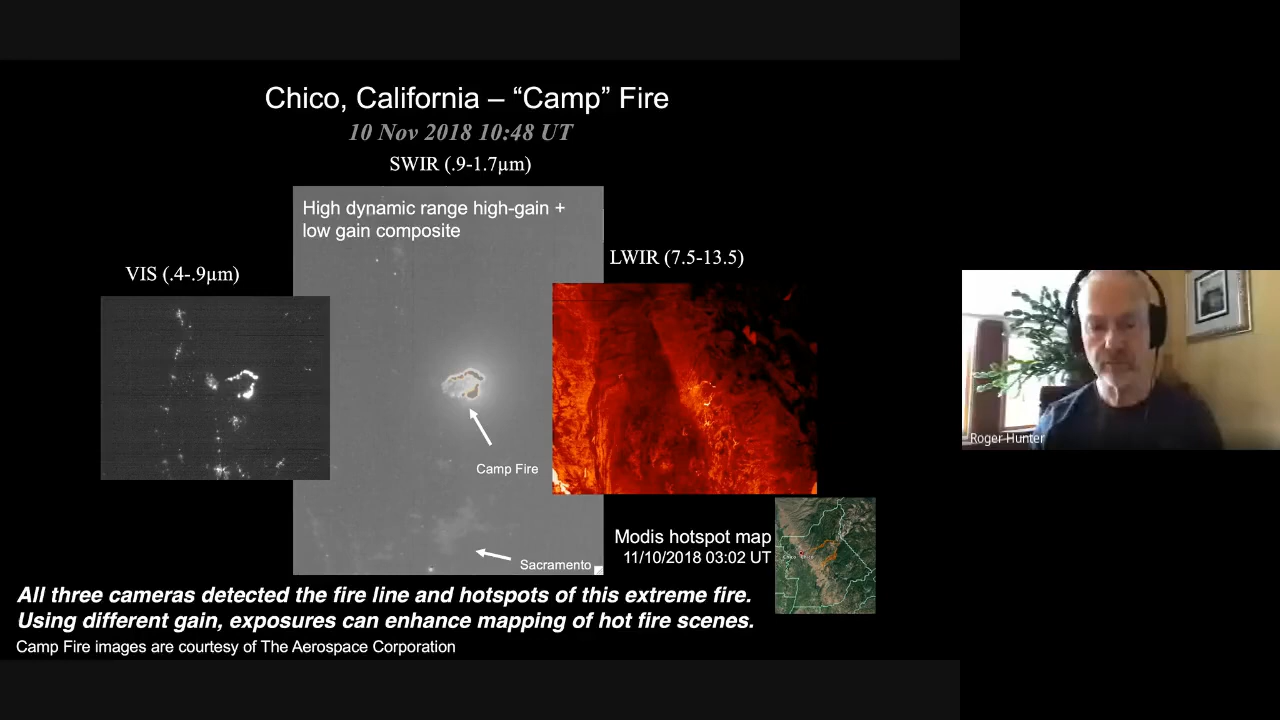 Chico, California – “Camp” Fire
10 Nov 2018 10:48 UT
SWIR (.9-1.7µm)
High dynamic range high-gain +
low gain composite
LWIR (7.5-13.5)
VIS (.4-.9µm)
Roger Hunter
Camp Fire
Modis hotspot map
11/10/2018 03:02 UT
Sacramento
All three cameras detected the fire line and hotspots of this extreme fire.
Using different gain, exposures can enhance mapping of hot fire scenes.
Camp Fire images are courtesy of The Aerospace Corporation